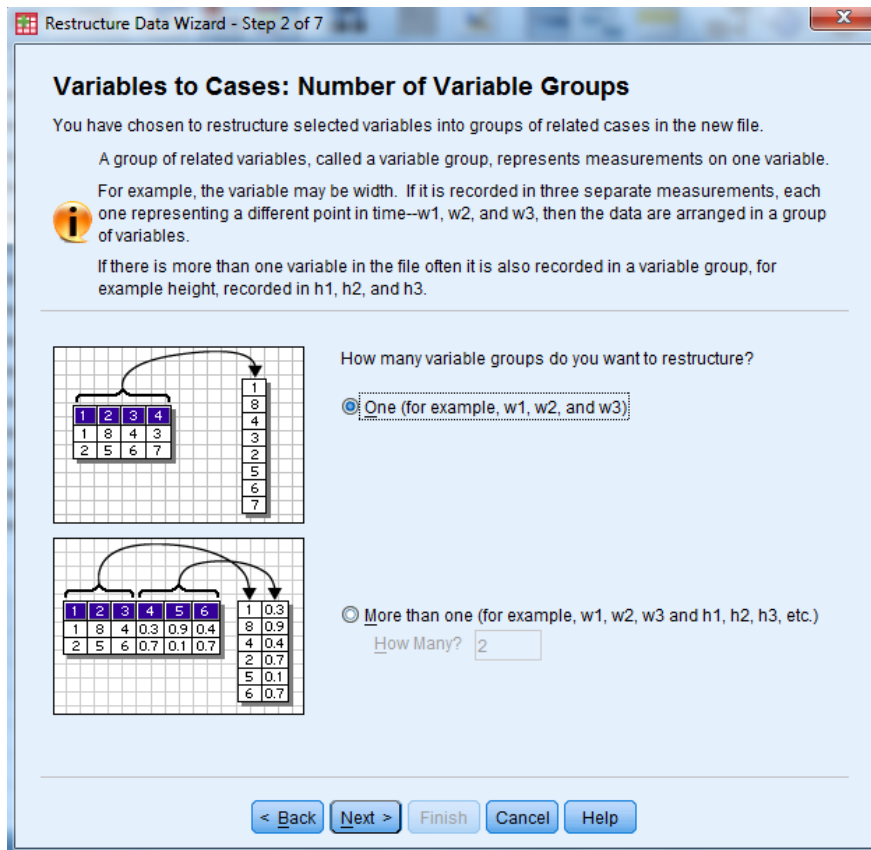 Restructure Data Wizard - Step 2 of 7
x
Variables to Cases: Number of Variable Groups
You have chosen to restructure selected variables into groups of related cases in the new file.
A group of related variables, called a variable group, represents measurements on one variable.
For example, the variable may be width. If it is recorded in three separate measurements, each
one representing a different point in time--w1, w2, and w3, then the data are arranged in a group
of variables.
If there is more than one variable in the file often it is also recorded in a variable group, for
example height, recorded in h1, h2, and h3.
How many variable groups do you want to restructure?
One (for example, w1, w2, and w3)
1 2 3 4
1 8 4 3
2 5 6 7
1
8
4
3
2
5
6
7
More than one (for example, w1, w2, w3 and h1, h2, h3, etc.)
How Many? 2
1 2 3 4 5 6
1 8 4 0.3 0.9 0.4
2 5 6 0.7 0.1 0.7
1 0.3
8 0.9
4 0.4
2 0.7
5 0.1
6 0.7
< Back Next > Finish Cancel Help